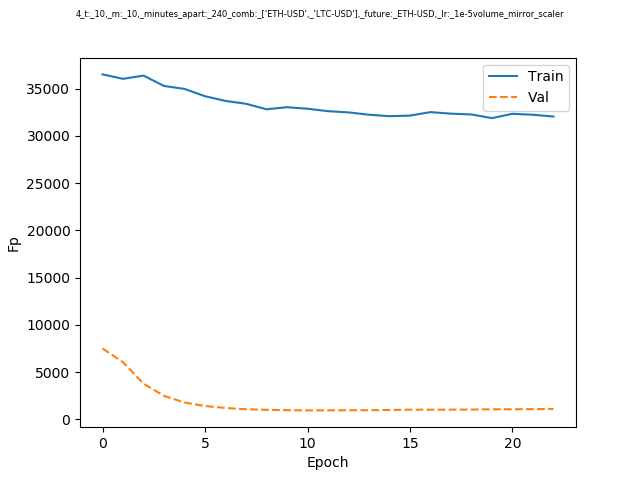 4_t:_10,_m:_10,_minutes_apart:_240_comb:_['ETH-USD',_'LTC-USD'],_future:_ETH-USD,_lr:_1e-5volume_mirror_scaler
Train
Val
35000
30000
25000
20000
15000
10000
5000
0
Fp
0 5 10 15 20
Epoch